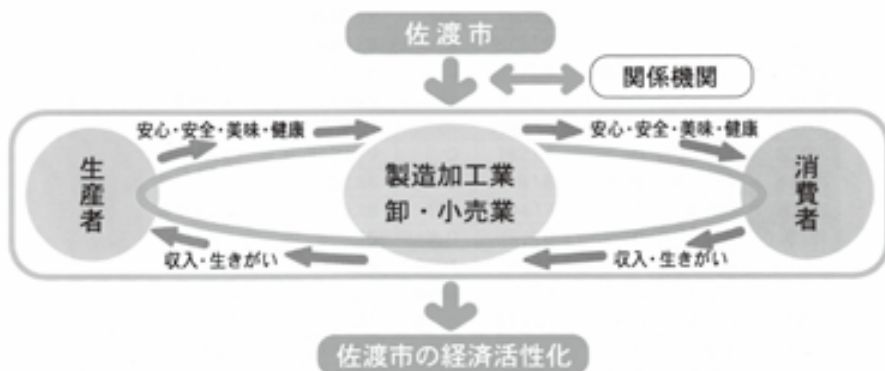 佐渡市
関係機関
安心・安全・美味・健康
安心・安全・美味・健康
生産者
製造加工業
卸・小売業
消費者
収入・生きがい
収入・生きがい
佐渡市の経済活性化